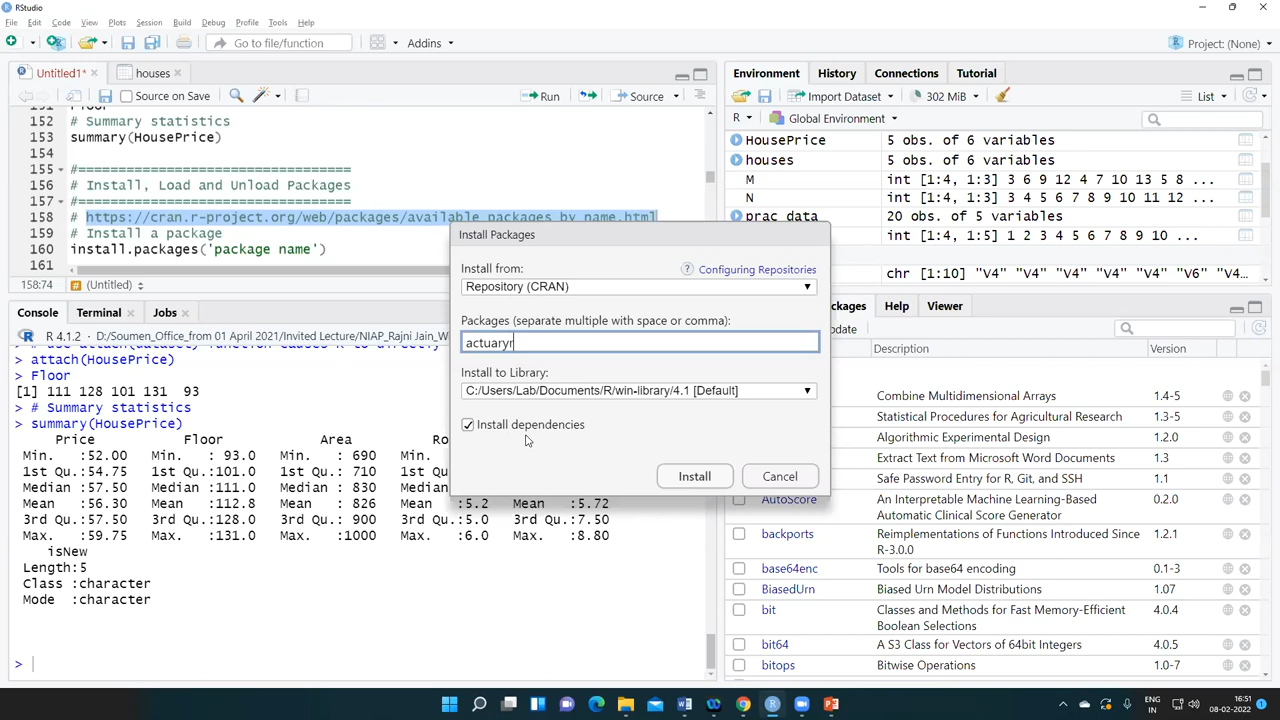 RStudio
File Edit Code View Plots Session Build Debug Profile Tools Help
Go to file/function Addins Project: (None)
Untitled1* houses
Source on Save Run Source
152 # Summary statistics
153 summary(HousePrice)
154
155 #==================================
156 # Install, Load and Unload Packages
157 #==================================
158 # https://cran.r-project.org/web/packages/available_packages_by_name.html
159 # Install a package
160 install.packages('package name')
161
158:74 (Untitled)
Console Terminal Jobs
R 4.1.2 · D:/Soumen_Office_from 01 April 2021/Invited Lecture/NIAP_Rajni Jain_W
> attach(HousePrice)
> Floor
[1] 111 128 101 131 93
> # Summary statistics
> summary(HousePrice)
Price Floor Area Ro
Min. :52.00 Min. : 93.0 Min. : 690
1st Qu.:54.75 1st Qu.:101.0 1st Qu.: 710
Median :57.50 Median :111.0 Median : 830
Mean :56.30 Mean :112.8 Mean : 826 Mean :5.2 Mean :5.72
3rd Qu.:57.50 3rd Qu.:128.0 3rd Qu.: 900 3rd Qu.:5.0 3rd Qu.:7.50
Max. :59.75 Max. :131.0 Max. :1000 Max. :6.0 Max. :8.80
isNew
Length:5
Class :character
Mode :character
>
Install Packages
Install from: Configuring Repositories
Repository (CRAN)
Packages (separate multiple with space or comma):
actuaryr
Install to Library:
C:/Users/Lab/Documents/R/win-library/4.1 [Default]
Install dependencies
Install Cancel
Environment History Connections Tutorial
Import Dataset 302 MiB List
R Global Environment
HousePrice 5 obs. of 6 variables
houses 5 obs. of 6 variables
M int [1:4, 1:3] 3 6 9 12 4 7 10 13 5 8 ...
N int [1:4, 1:3] 3 4 5 6 7 8 9 10 11 12 ...
prac_data 20 obs. of 5 variables
int [1:4, 1:5] 1 2 3 4 5 6 7 8 9 10 ...
chr [1:10] "V4" "V4" "V4" "V4" "V6" "V4…
ckages Help Viewer
date
Description Version
Combine Multidimensional Arrays 1.4-5
Statistical Procedures for Agricultural Research 1.3-5
Algorithmic Experimental Design 1.2.0
Extract Text from Microsoft Word Documents 1.3
Safe Password Entry for R, Git, and SSH 1.1
AutoScore An Interpretable Machine Learning-Based 0.2.0
Automatic Clinical Score Generator
backports Reimplementations of Functions Introduced Since 1.2.1
R-3.0.0
base64enc Tools for base64 encoding 0.1-3
BiasedUrn Biased Urn Model Distributions 1.07
bit Classes and Methods for Fast Memory-Efficient 4.0.4
Boolean Selections
bit64 A S3 Class for Vectors of 64bit Integers 4.0.5
bitops Bitwise Operations 1.0-7
ENG
IN
16:51
08-02-2022